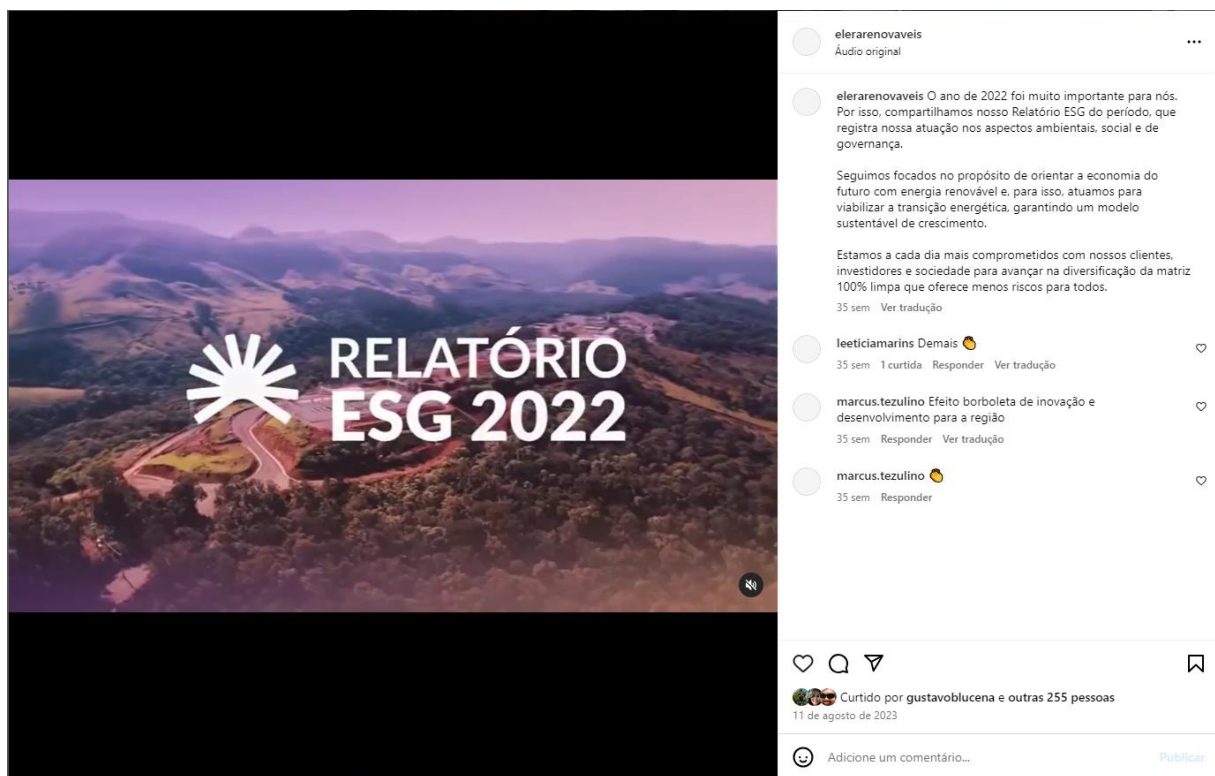 RELATÓRIO
ESG 2022
elerarenovaveis
Áudio original
elerarenovaveis O ano de 2022 foi muito importante para nós.
Por isso, compartilhamos nosso Relatório ESG do período, que
registra nossa atuação nos aspectos ambientais, social e de
governança.
Seguimos focados no propósito de orientar a economia do
futuro com energia renovável e, para isso, atuamos para
viabilizar a transição energética, garantindo um modelo
sustentável de crescimento.
Estamos a cada dia mais comprometidos com nossos clientes,
investidores e sociedade para avançar na diversificação da matriz
100% limpa que oferece menos riscos para todos.
35 sem Ver tradução
leeticiamarins Demais 👏
35 sem 1 curtida Responder Ver tradução
marcus.tezulino Efeito borboleta de inovação e
desenvolvimento para a região
35 sem Responder Ver tradução
marcus.tezulino 👏
35 sem Responder
Curtido por gustavoblucena e outras 255 pessoas
11 de agosto de 2023
Adicione um comentário...
Publicar